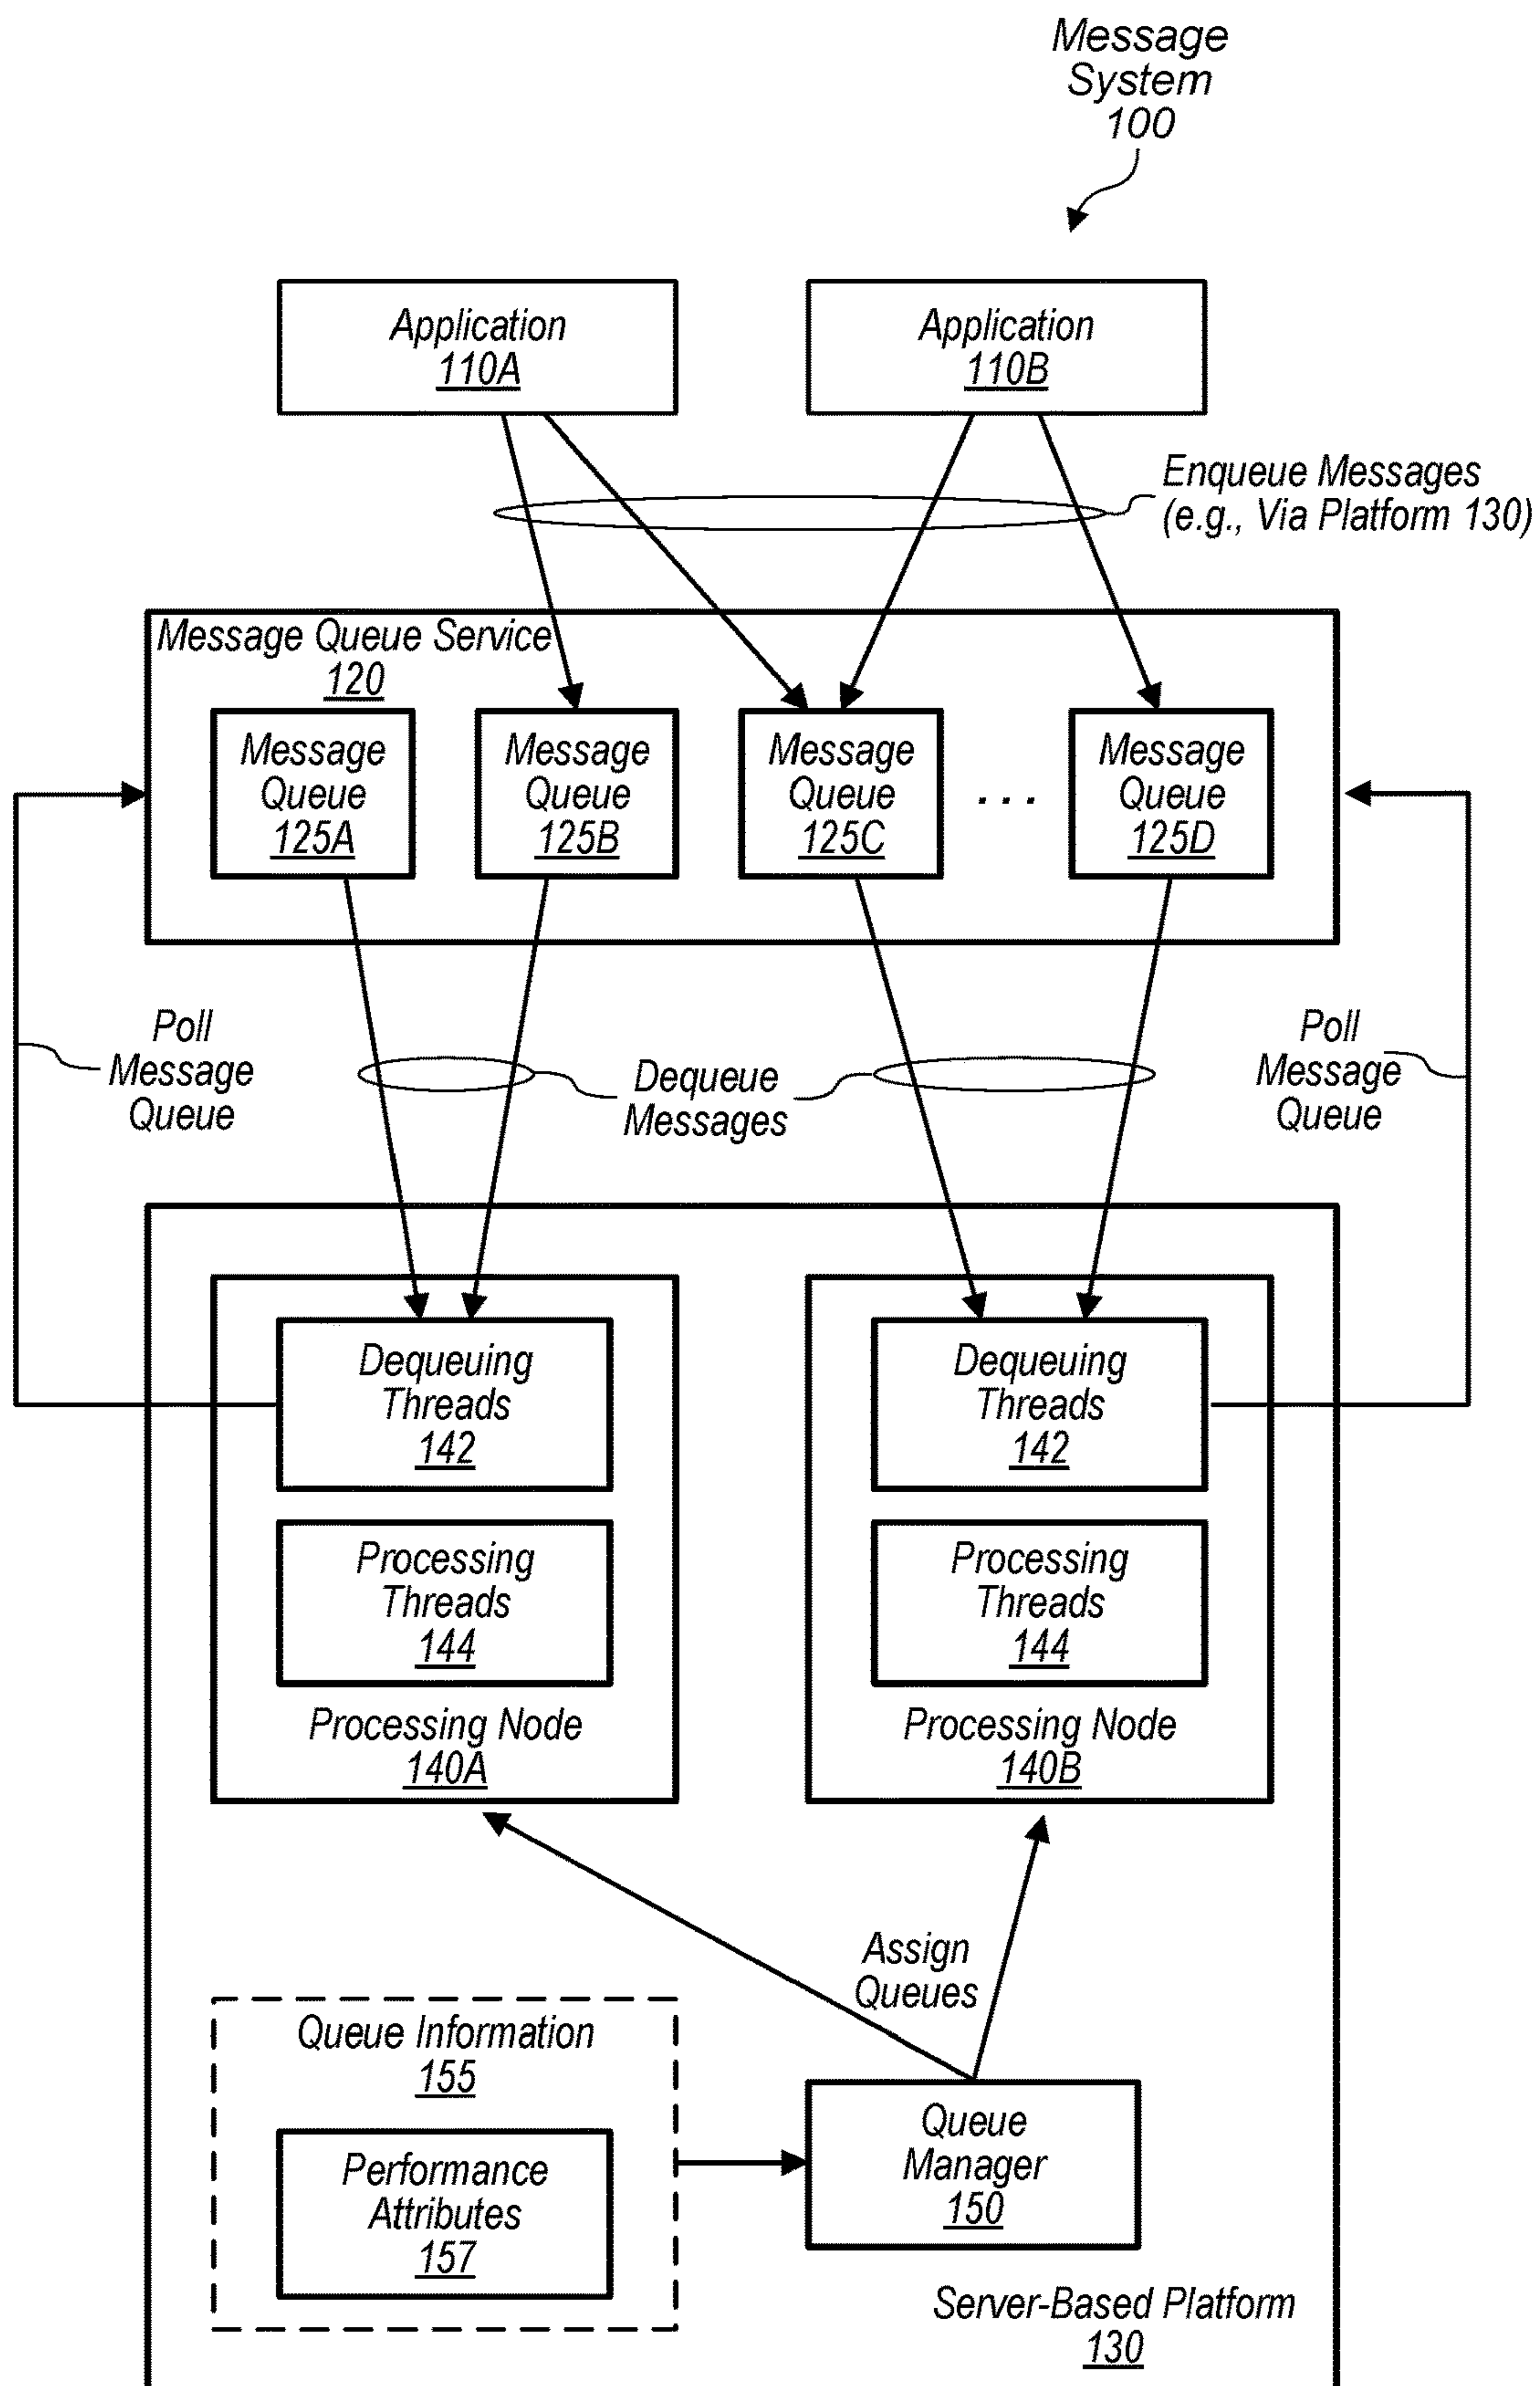 Message
System
100
Application
110A
Application
110B
Enqueue Messages
(e.g., Via Platform 130)
Message Queue Service
120
Message
Queue
125A
Message
Queue
125B
Message
Queue
125C
. . .
Message
Queue
125D
Poll
Message
Queue
Dequeue
Messages
Poll
Message
Queue
Dequeuing
Threads
142
Processing
Threads
144
Processing Node
140A
Dequeuing
Threads
142
Processing
Threads
144
Processing Node
140B
Assign
Queues
Queue Information
155
Performance
Attributes
157
Queue
Manager
150
Server-Based Platform
130